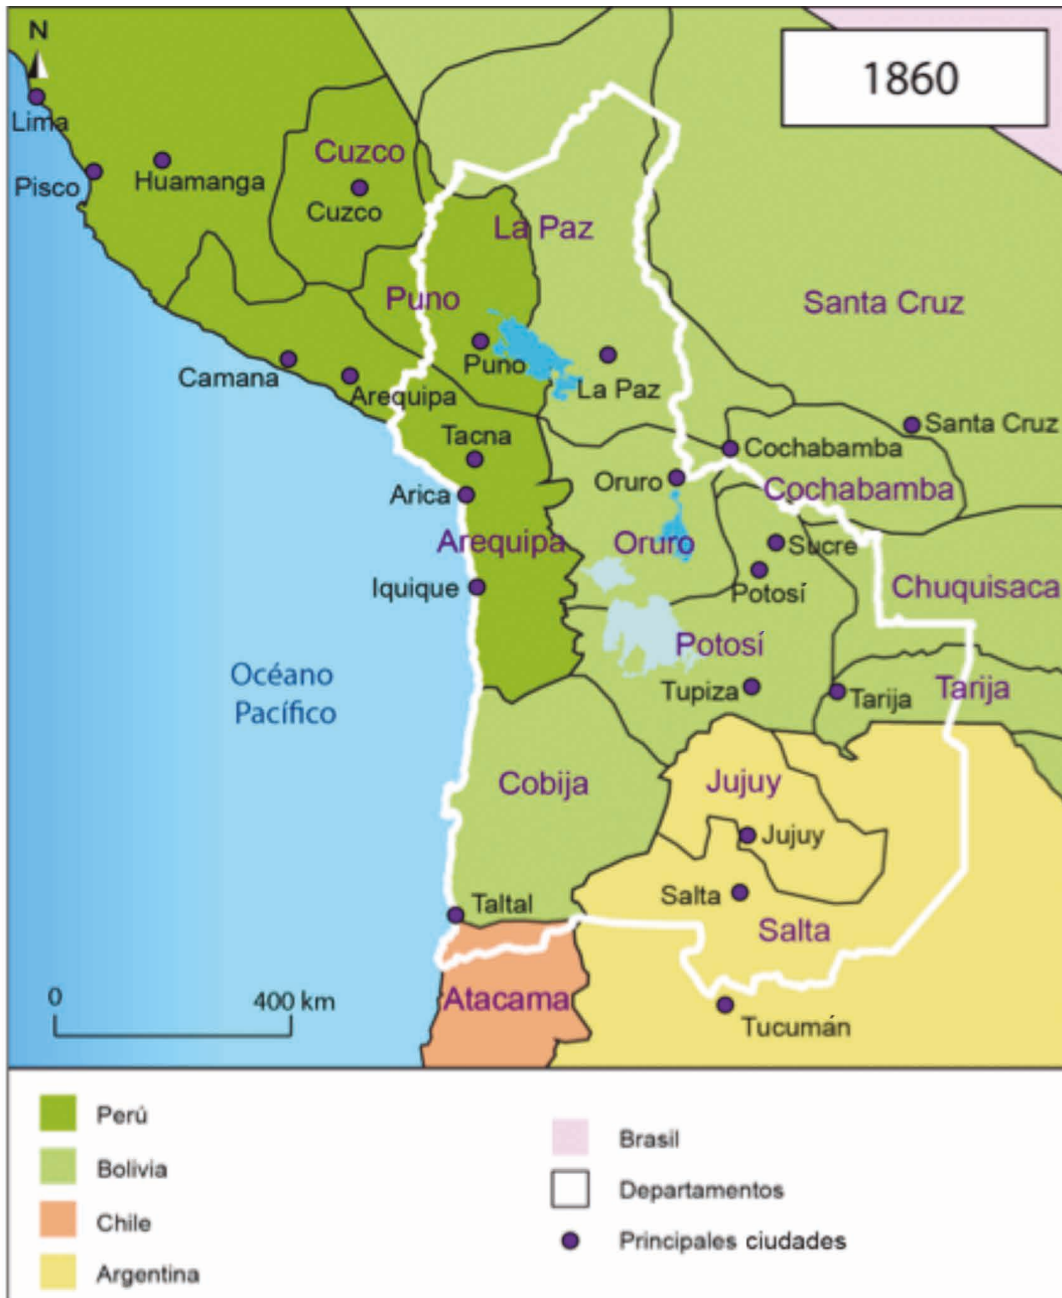 1860
N
Lima
Pisco
Huamanga
Cuzco
Cuzco
La Paz
Puno
Santa Cruz
Puno
La Paz
Camana
Arequipa
Tacna
Santa Cruz
Cochabamba
Arica
Oruro
Cochabamba
Arequipa
Oruro
Sucre
Iquique
Potosí
Chuquisaca
Potosí
Océano
Pacífico
Tupiza
Tarija
Tarija
Cobija
Jujuy
Jujuy
Taltal
Salta
Salta
Atacama
Tucumán
0
400 km
Perú
Bolivia
Chile
Argentina
Brasil
Departamentos
Principales ciudades